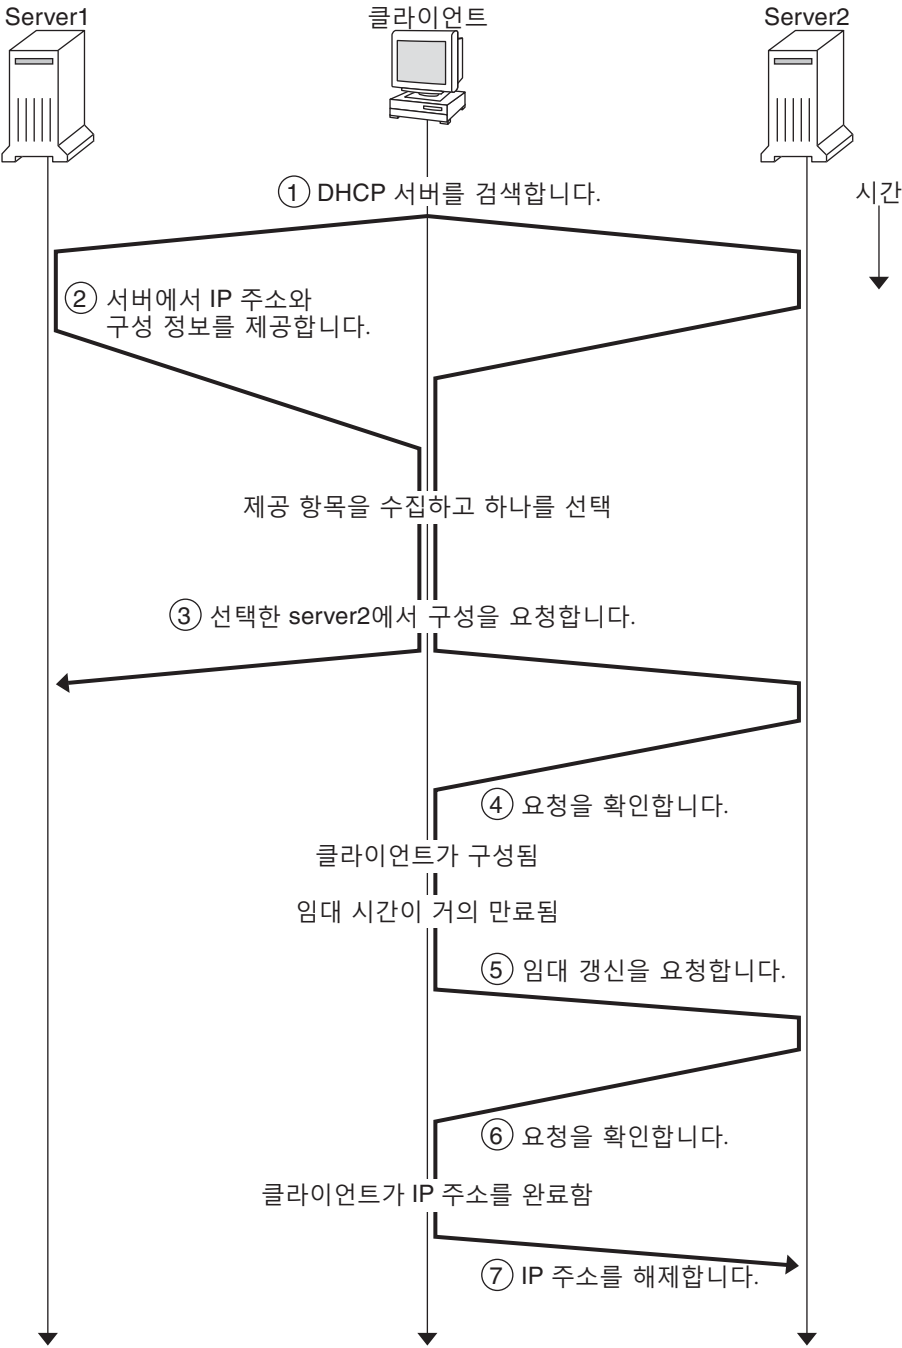 Server1
클라이언트
Server2
① DHCP 서버를 검색합니다.
시간
② 서버에서 IP 주소와
구성 정보를 제공합니다.
제공 항목을 수집하고 하나를 선택
③ 선택한 server2에서 구성을 요청합니다.
④ 요청을 확인합니다.
클라이언트가 구성됨
임대 시간이 거의 만료됨
⑤ 임대 갱신을 요청합니다.
⑥ 요청을 확인합니다.
클라이언트가 IP 주소를 완료함
⑦ IP 주소를 해제합니다.